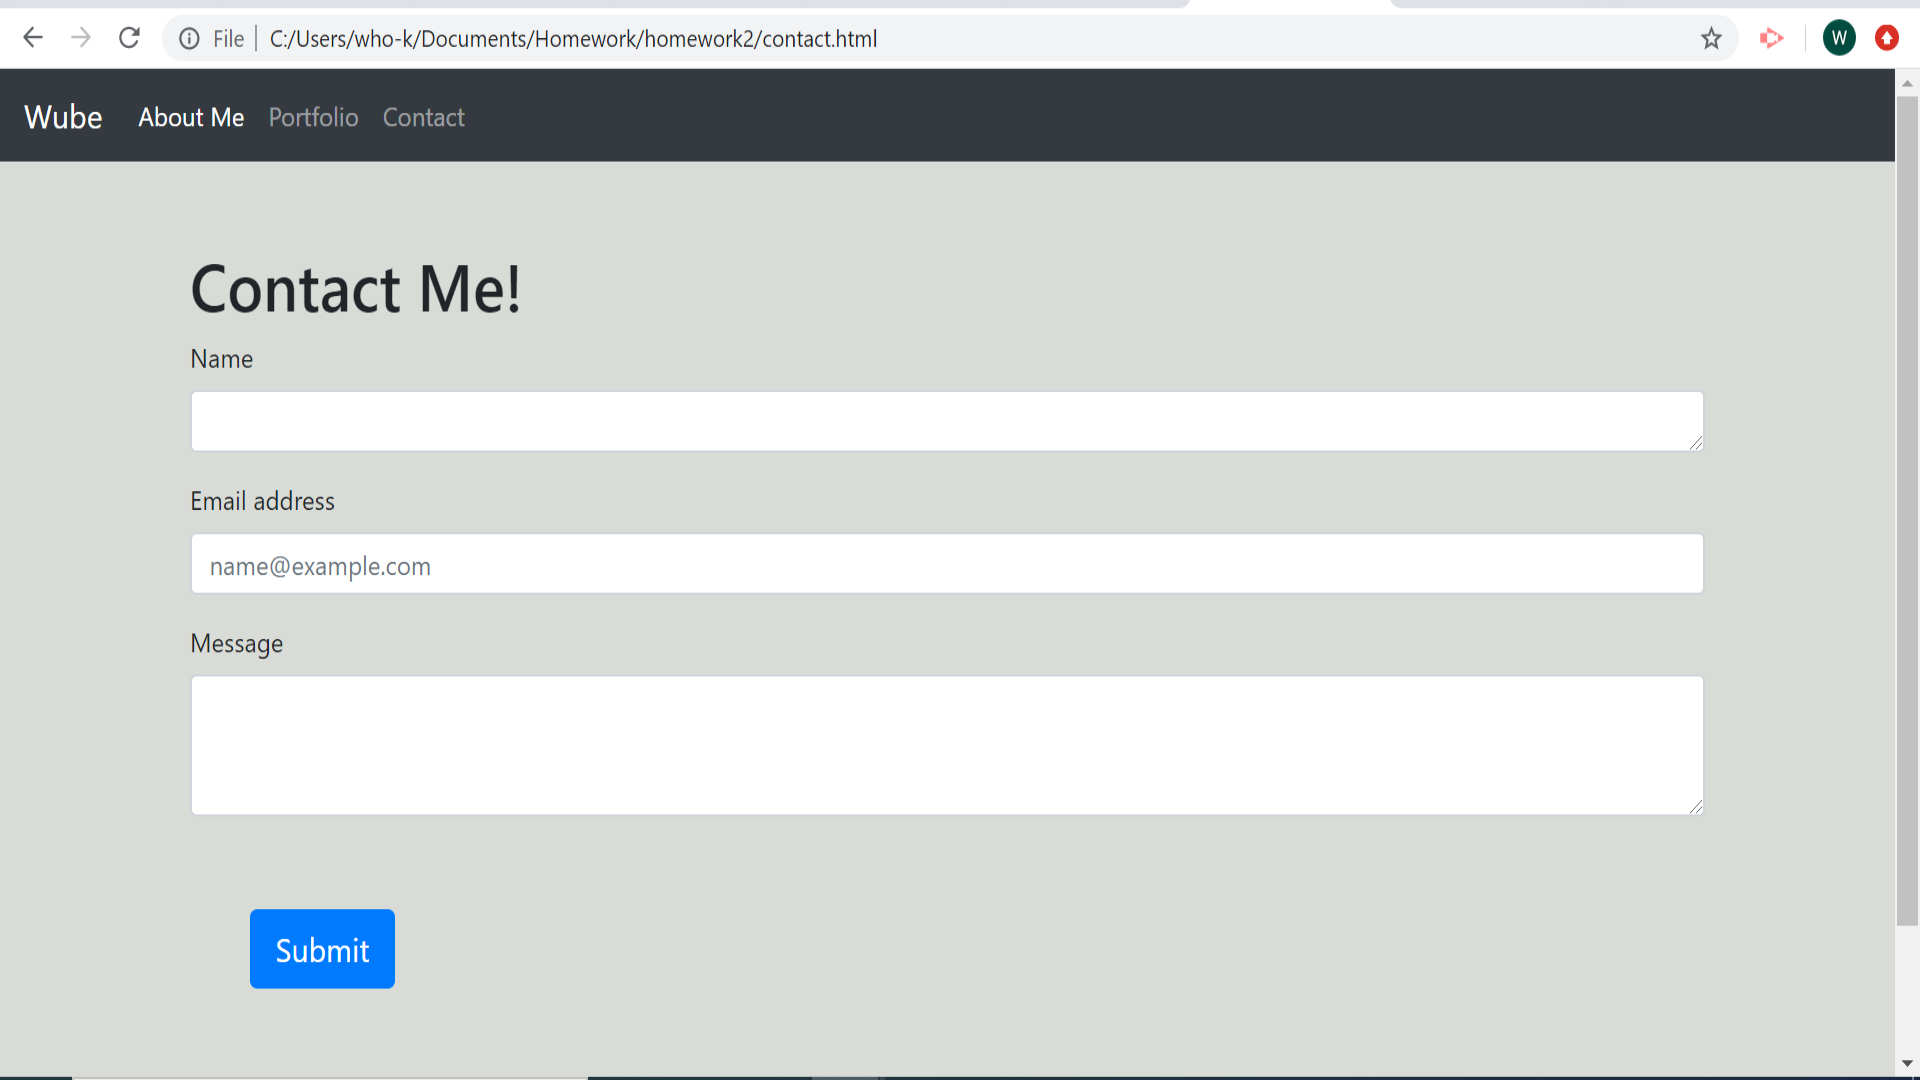 File C:/Users/who-k/Documents/Homework/homework2/contact.html W
Wube About Me Portfolio Contact
Contact Me!
Name
Email address
name@example.com
Message
Submit